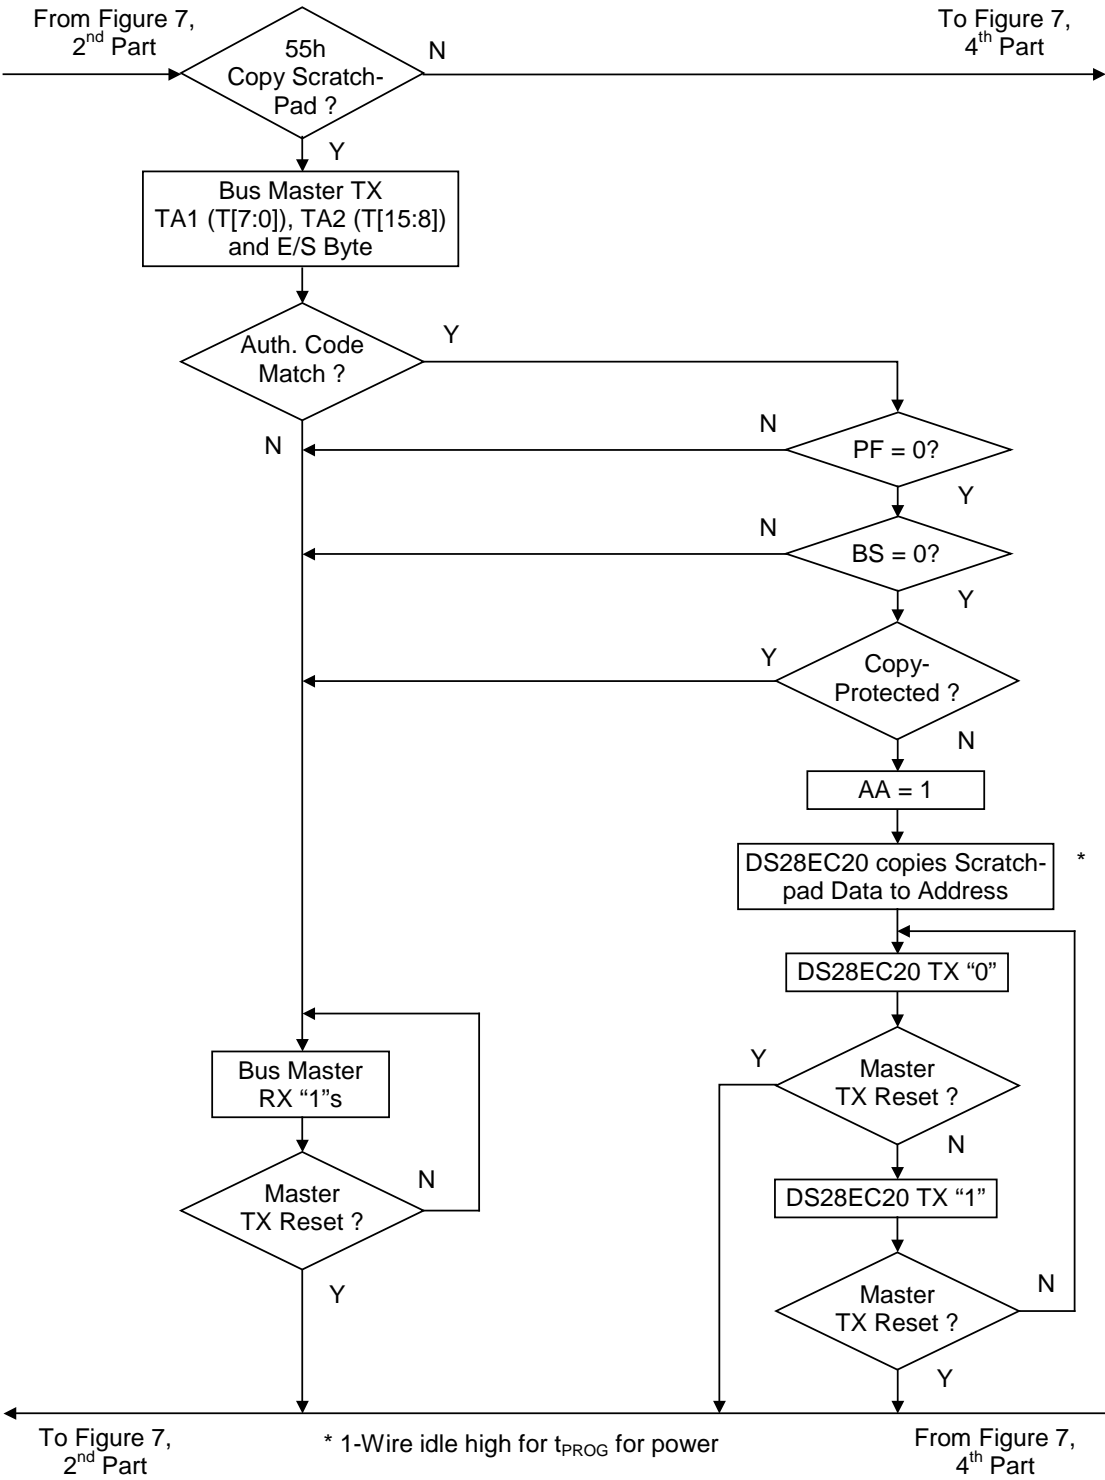 From Figure 7,
2nd Part
To Figure 7,
4th Part
55h
Copy Scratch-
Pad ?
N
Y
Bus Master TX
TA1 (T[7:0]), TA2 (T[15:8])
and E/S Byte
Auth. Code
Match ?
Y
N
PF = 0?
N
Y
BS = 0?
N
Y
Copy-
Protected ?
Y
N
AA = 1
DS28EC20 copies Scratch-
pad Data to Address
*
DS28EC20 TX “0”
Master
TX Reset ?
Y
N
DS28EC20 TX “1”
Master
TX Reset ?
N
Y
Bus Master
RX “1”s
Master
TX Reset ?
N
Y
To Figure 7,
2nd Part
* 1-Wire idle high for tPROG for power
From Figure 7,
4th Part